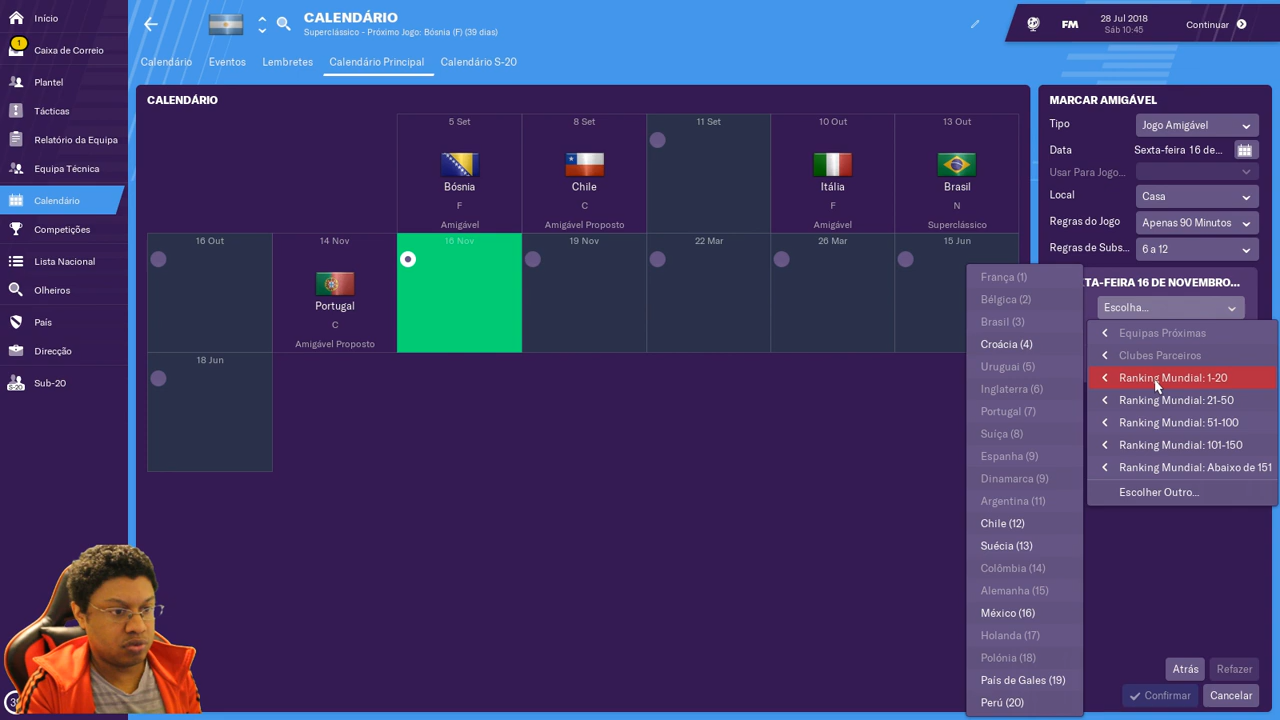 Início
1
Caixa de Correio
Plantel
Tácticas
Relatório da Equipa
Equipa Técnica
Calendário
Competições
Lista Nacional
Olheiros
País
Direcção
S-20
Sub-20
CALENDÁRIO
Superclássico - Próximo Jogo: Bósnia (F) (39 dias)
FM
28 Jul 2018
Sáb 10:45
Continuar
Calendário
Eventos
Lembretes
Calendário Principal
Calendário S-20
CALENDÁRIO
5 Set
Bósnia
F
Amigável
8 Set
Chile
C
Amigável Proposto
11 Set
10 Out
Itália
F
Amigável
13 Out
Brasil
N
Superclássico
16 Out
14 Nov
Portugal
C
Amigável Proposto
16 Nov
19 Nov
22 Mar
26 Mar
15 Jun
18 Jun
MARCAR AMIGÁVEL
Tipo
Jogo Amigável
Data
Sexta-feira 16 de...
Usar Para Jogo...
Local
Casa
Regras do Jogo
Apenas 90 Minutos
Regras de Subs...
6 a 12
TA-FEIRA 16 DE NOVEMBRO...
Escolha...
Equipas Próximas
Clubes Parceiros
Ranking Mundial: 1-20
Ranking Mundial: 21-50
Ranking Mundial: 51-100
Ranking Mundial: 101-150
Ranking Mundial: Abaixo de 151
Escolher Outro...
França (1)
Bélgica (2)
Brasil (3)
Croácia (4)
Uruguai (5)
Inglaterra (6)
Portugal (7)
Suíça (8)
Espanha (9)
Dinamarca (9)
Argentina (11)
Chile (12)
Suécia (13)
Colômbia (14)
Alemanha (15)
México (16)
Holanda (17)
Polónia (18)
País de Gales (19)
Perú (20)
Atrás
Refazer
Confirmar
Cancelar